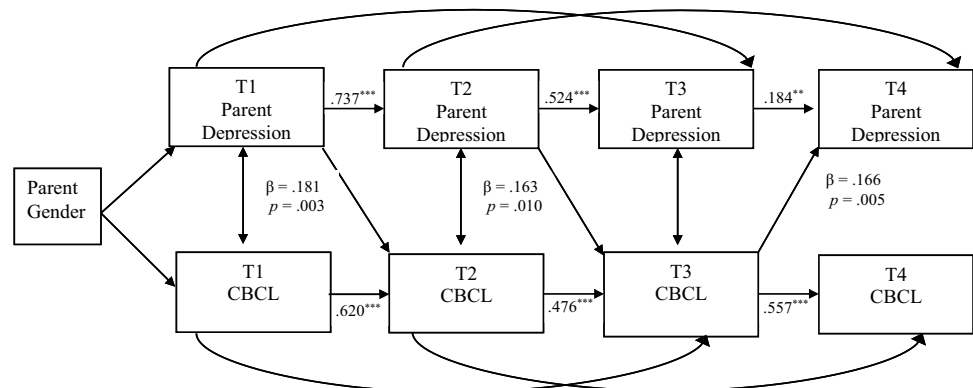 T1
Parent
Depression
.737***
T2
Parent
Depression
.524***
T3
Parent
Depression
.184**
T4
Parent
Depression
Parent
Gender
β = .181
p = .003
β = .163
p = .010
β = .166
p = .005
T1
CBCL
.620***
T2
CBCL
.476***
T3
CBCL
.557***
T4
CBCL